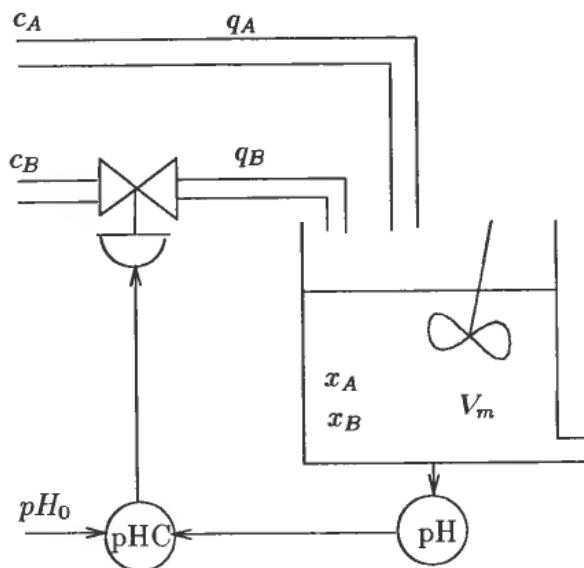 c_A q_A
c_B q_B
x_A
x_B V_m
pH_0 pHC pH